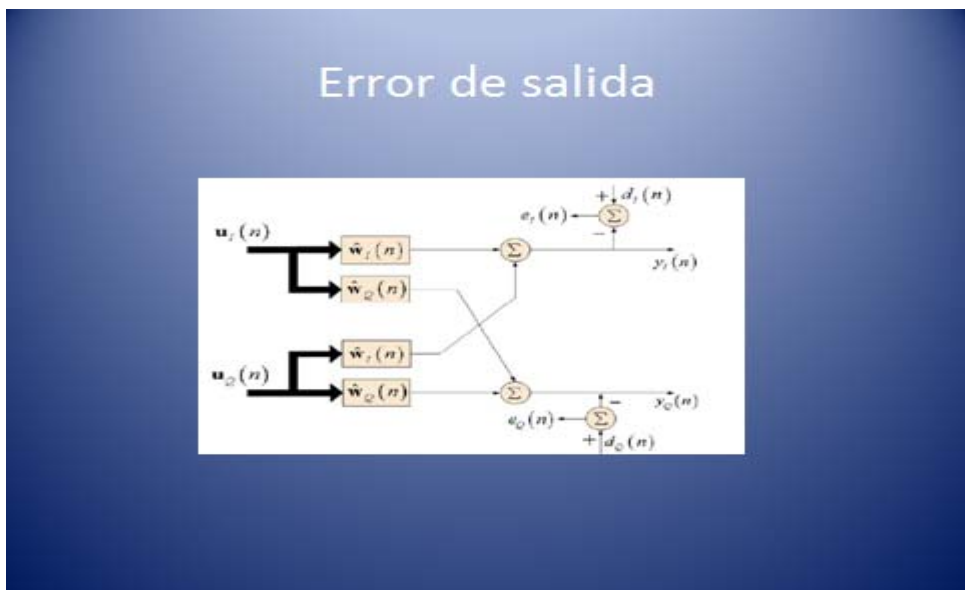 Error de salida
+ d_I(n)
e_I(n) Σ
−
u_I(n)
ŵ_I(n) Σ
y_I(n)
ŵ_Q(n)
ŵ_I(n)
u_Q(n)
ŵ_Q(n) Σ
− y_Q(n)
e_Q(n) Σ
+ d_Q(n)